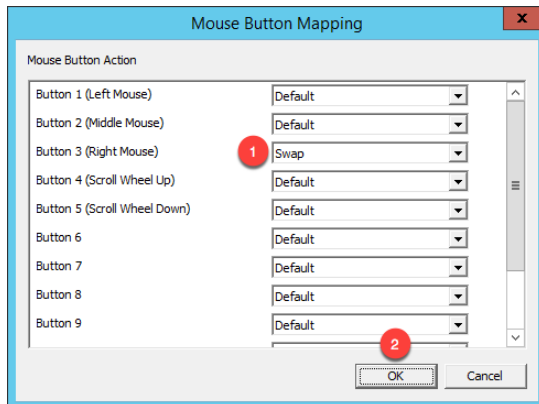 Mouse Button Mapping
x
Mouse Button Action
Button 1 (Left Mouse) Default
Button 2 (Middle Mouse) Default
Button 3 (Right Mouse) 1 Swap
Button 4 (Scroll Wheel Up) Default
Button 5 (Scroll Wheel Down) Default
Button 6 Default
Button 7 Default
Button 8 Default
Button 9 Default
2
OK Cancel